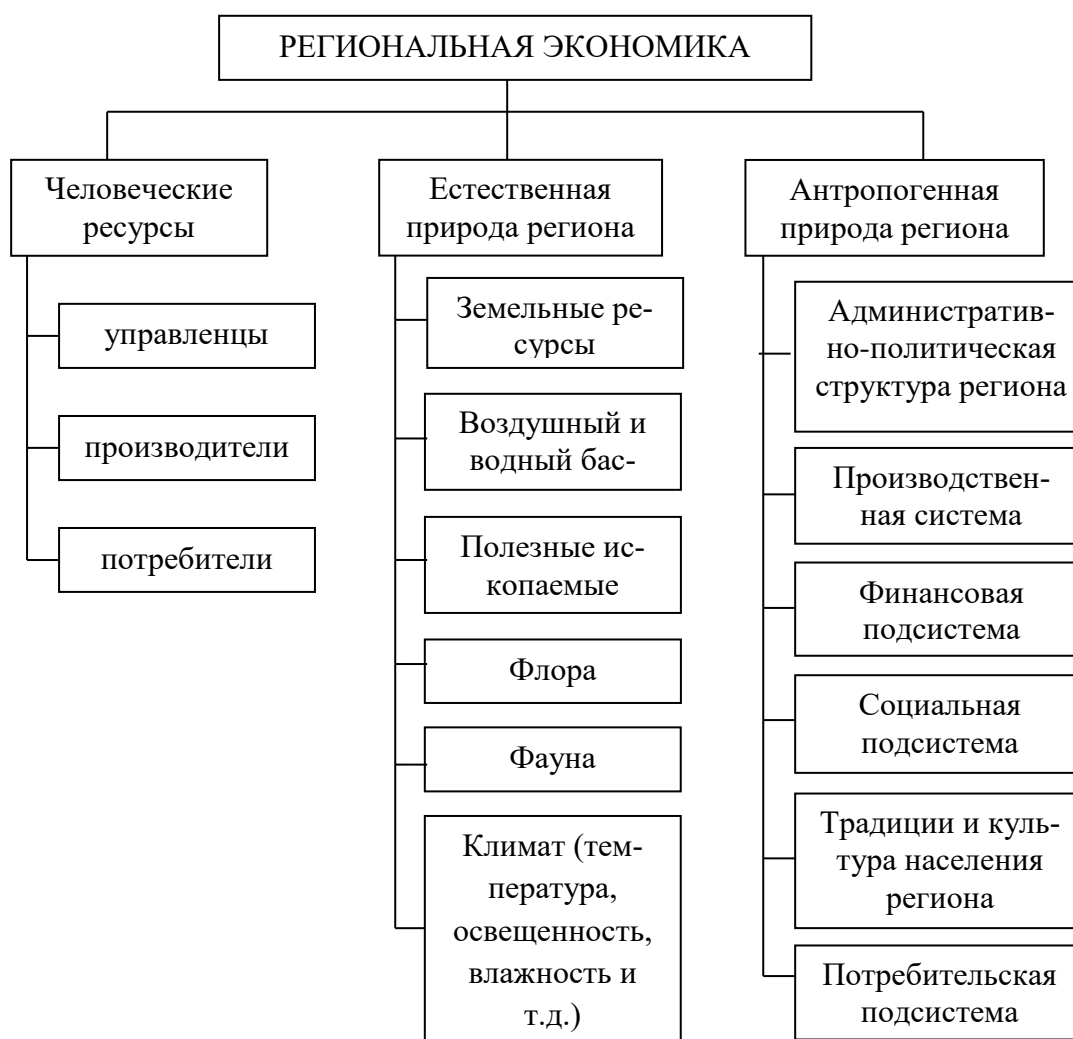 РЕГИОНАЛЬНАЯ ЭКОНОМИКА
Человеческие
ресурсы
управленцы
производители
потребители
Естественная
природа региона
Земельные ре-
сурсы
Воздушный и
водный бас-
Полезные ис-
копаемые
Флора
Фауна
Климат (тем-
пература,
освещенность,
влажность и
т.д.)
Антропогенная
природа региона
Административ-
но-политическая
структура региона
Производствен-
ная система
Финансовая
подсистема
Социальная
подсистема
Традиции и куль-
тура населения
региона
Потребительская
подсистема